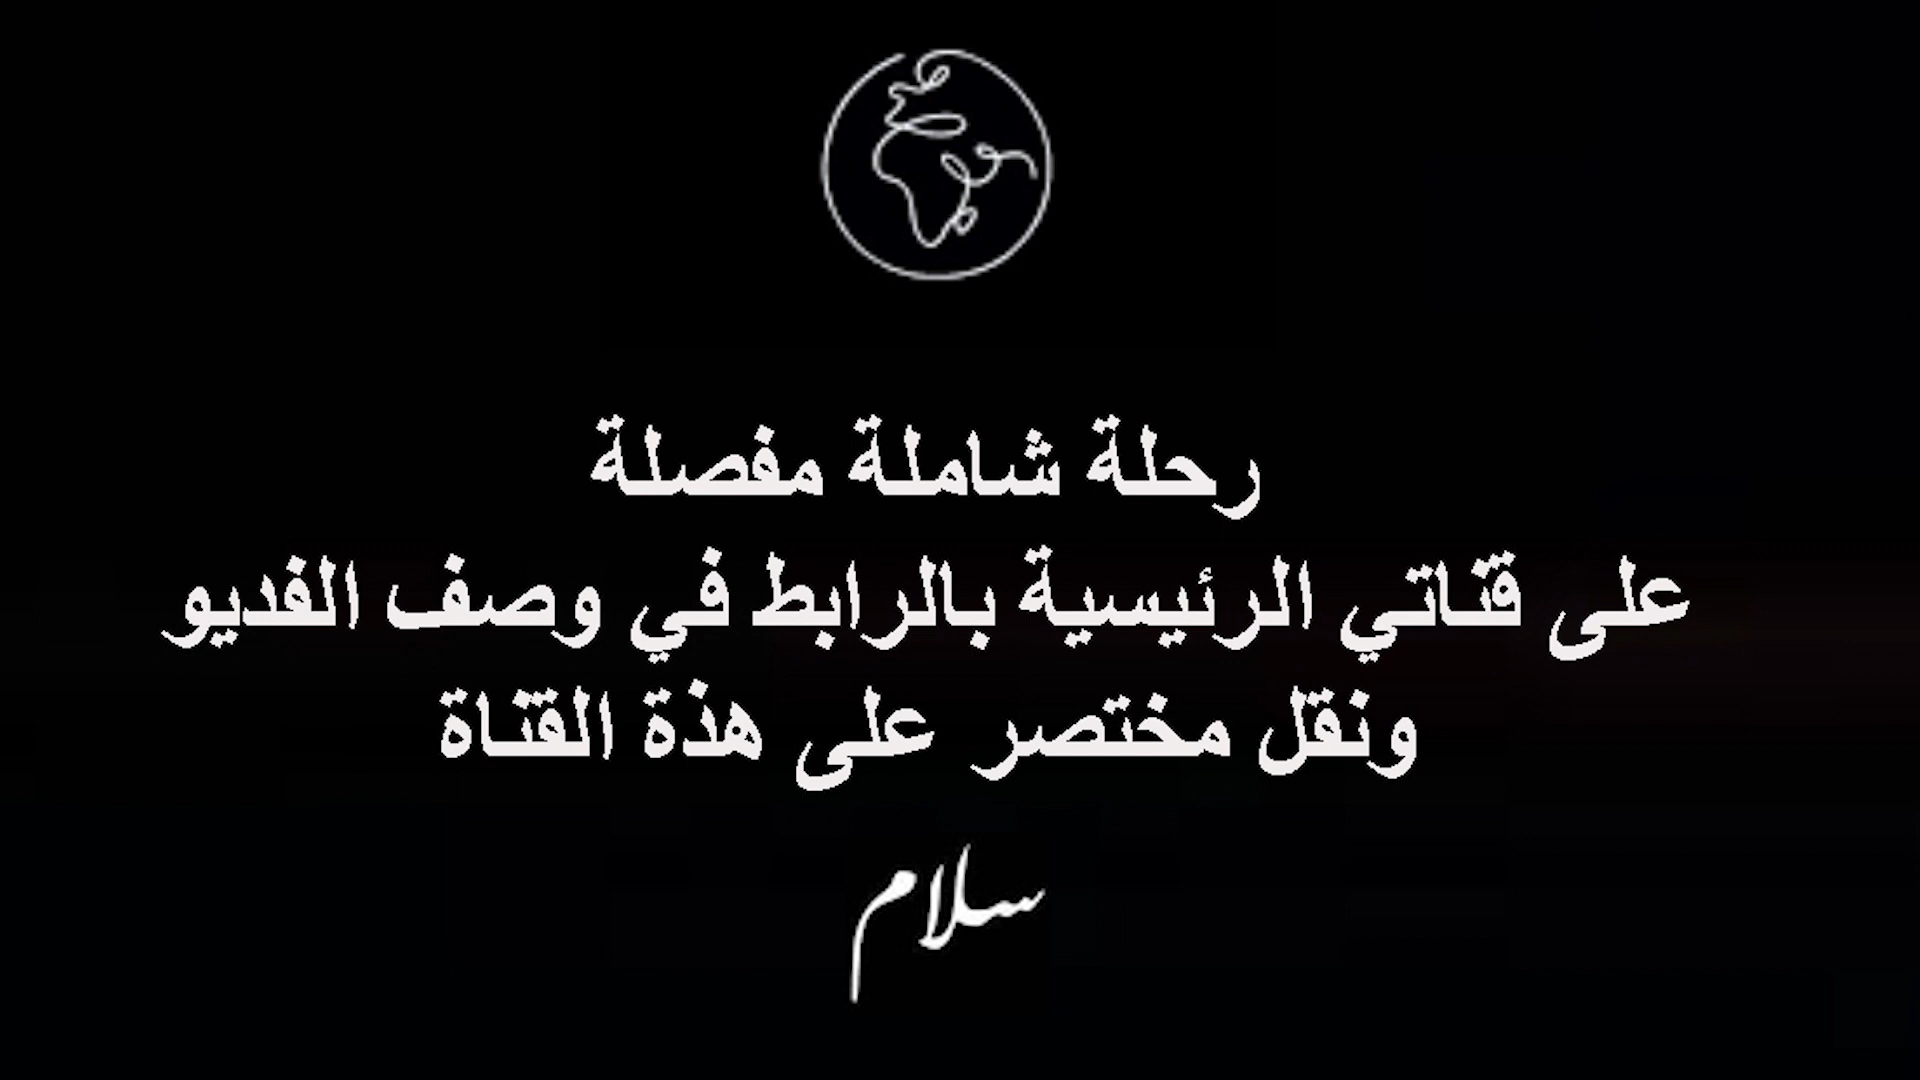 رحلة شاملة مفصلة
على قناتي الرئيسية بالرابط في وصف الفديو
ونقل مختصر على هذة القناة
سلام